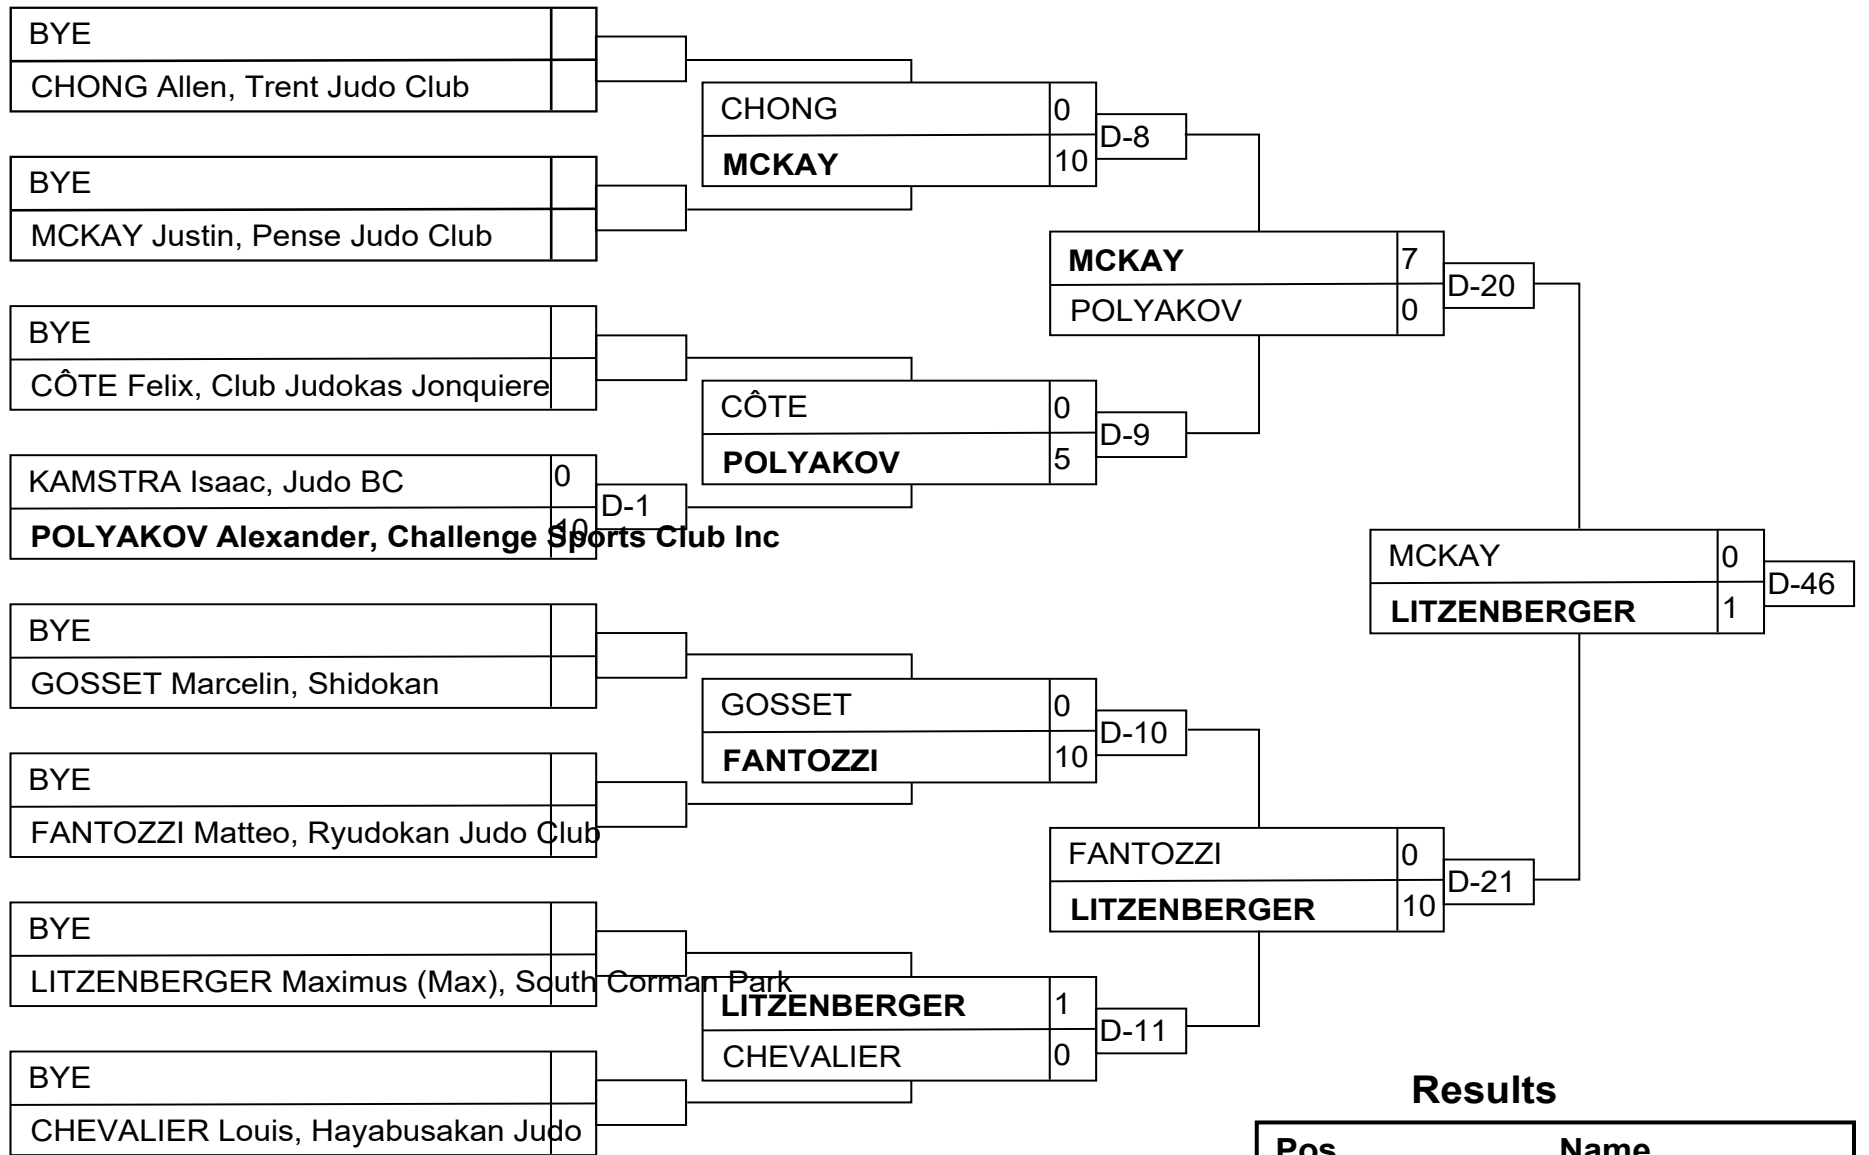 BYE
CHONG Allen, Trent Judo Club
BYE
MCKAY Justin, Pense Judo Club
BYE
CÔTE Felix, Club Judokas Jonquiere
KAMSTRA Isaac, Judo BC 0
POLYAKOV Alexander, Challenge Sports Club Inc 10
D-1
BYE
GOSSET Marcelin, Shidokan
BYE
FANTOZZI Matteo, Ryudokan Judo Club
BYE
LITZENBERGER Maximus (Max), South Corman Park
BYE
CHEVALIER Louis, Hayabusakan Judo
CHONG 0
MCKAY 10
D-8
CÔTE 0
POLYAKOV 5
D-9
GOSSET 0
FANTOZZI 10
D-10
LITZENBERGER 1
CHEVALIER 0
D-11
MCKAY 7
POLYAKOV 0
D-20
FANTOZZI 0
LITZENBERGER 10
D-21
MCKAY 0
LITZENBERGER 1
D-46
Results
Pos Name